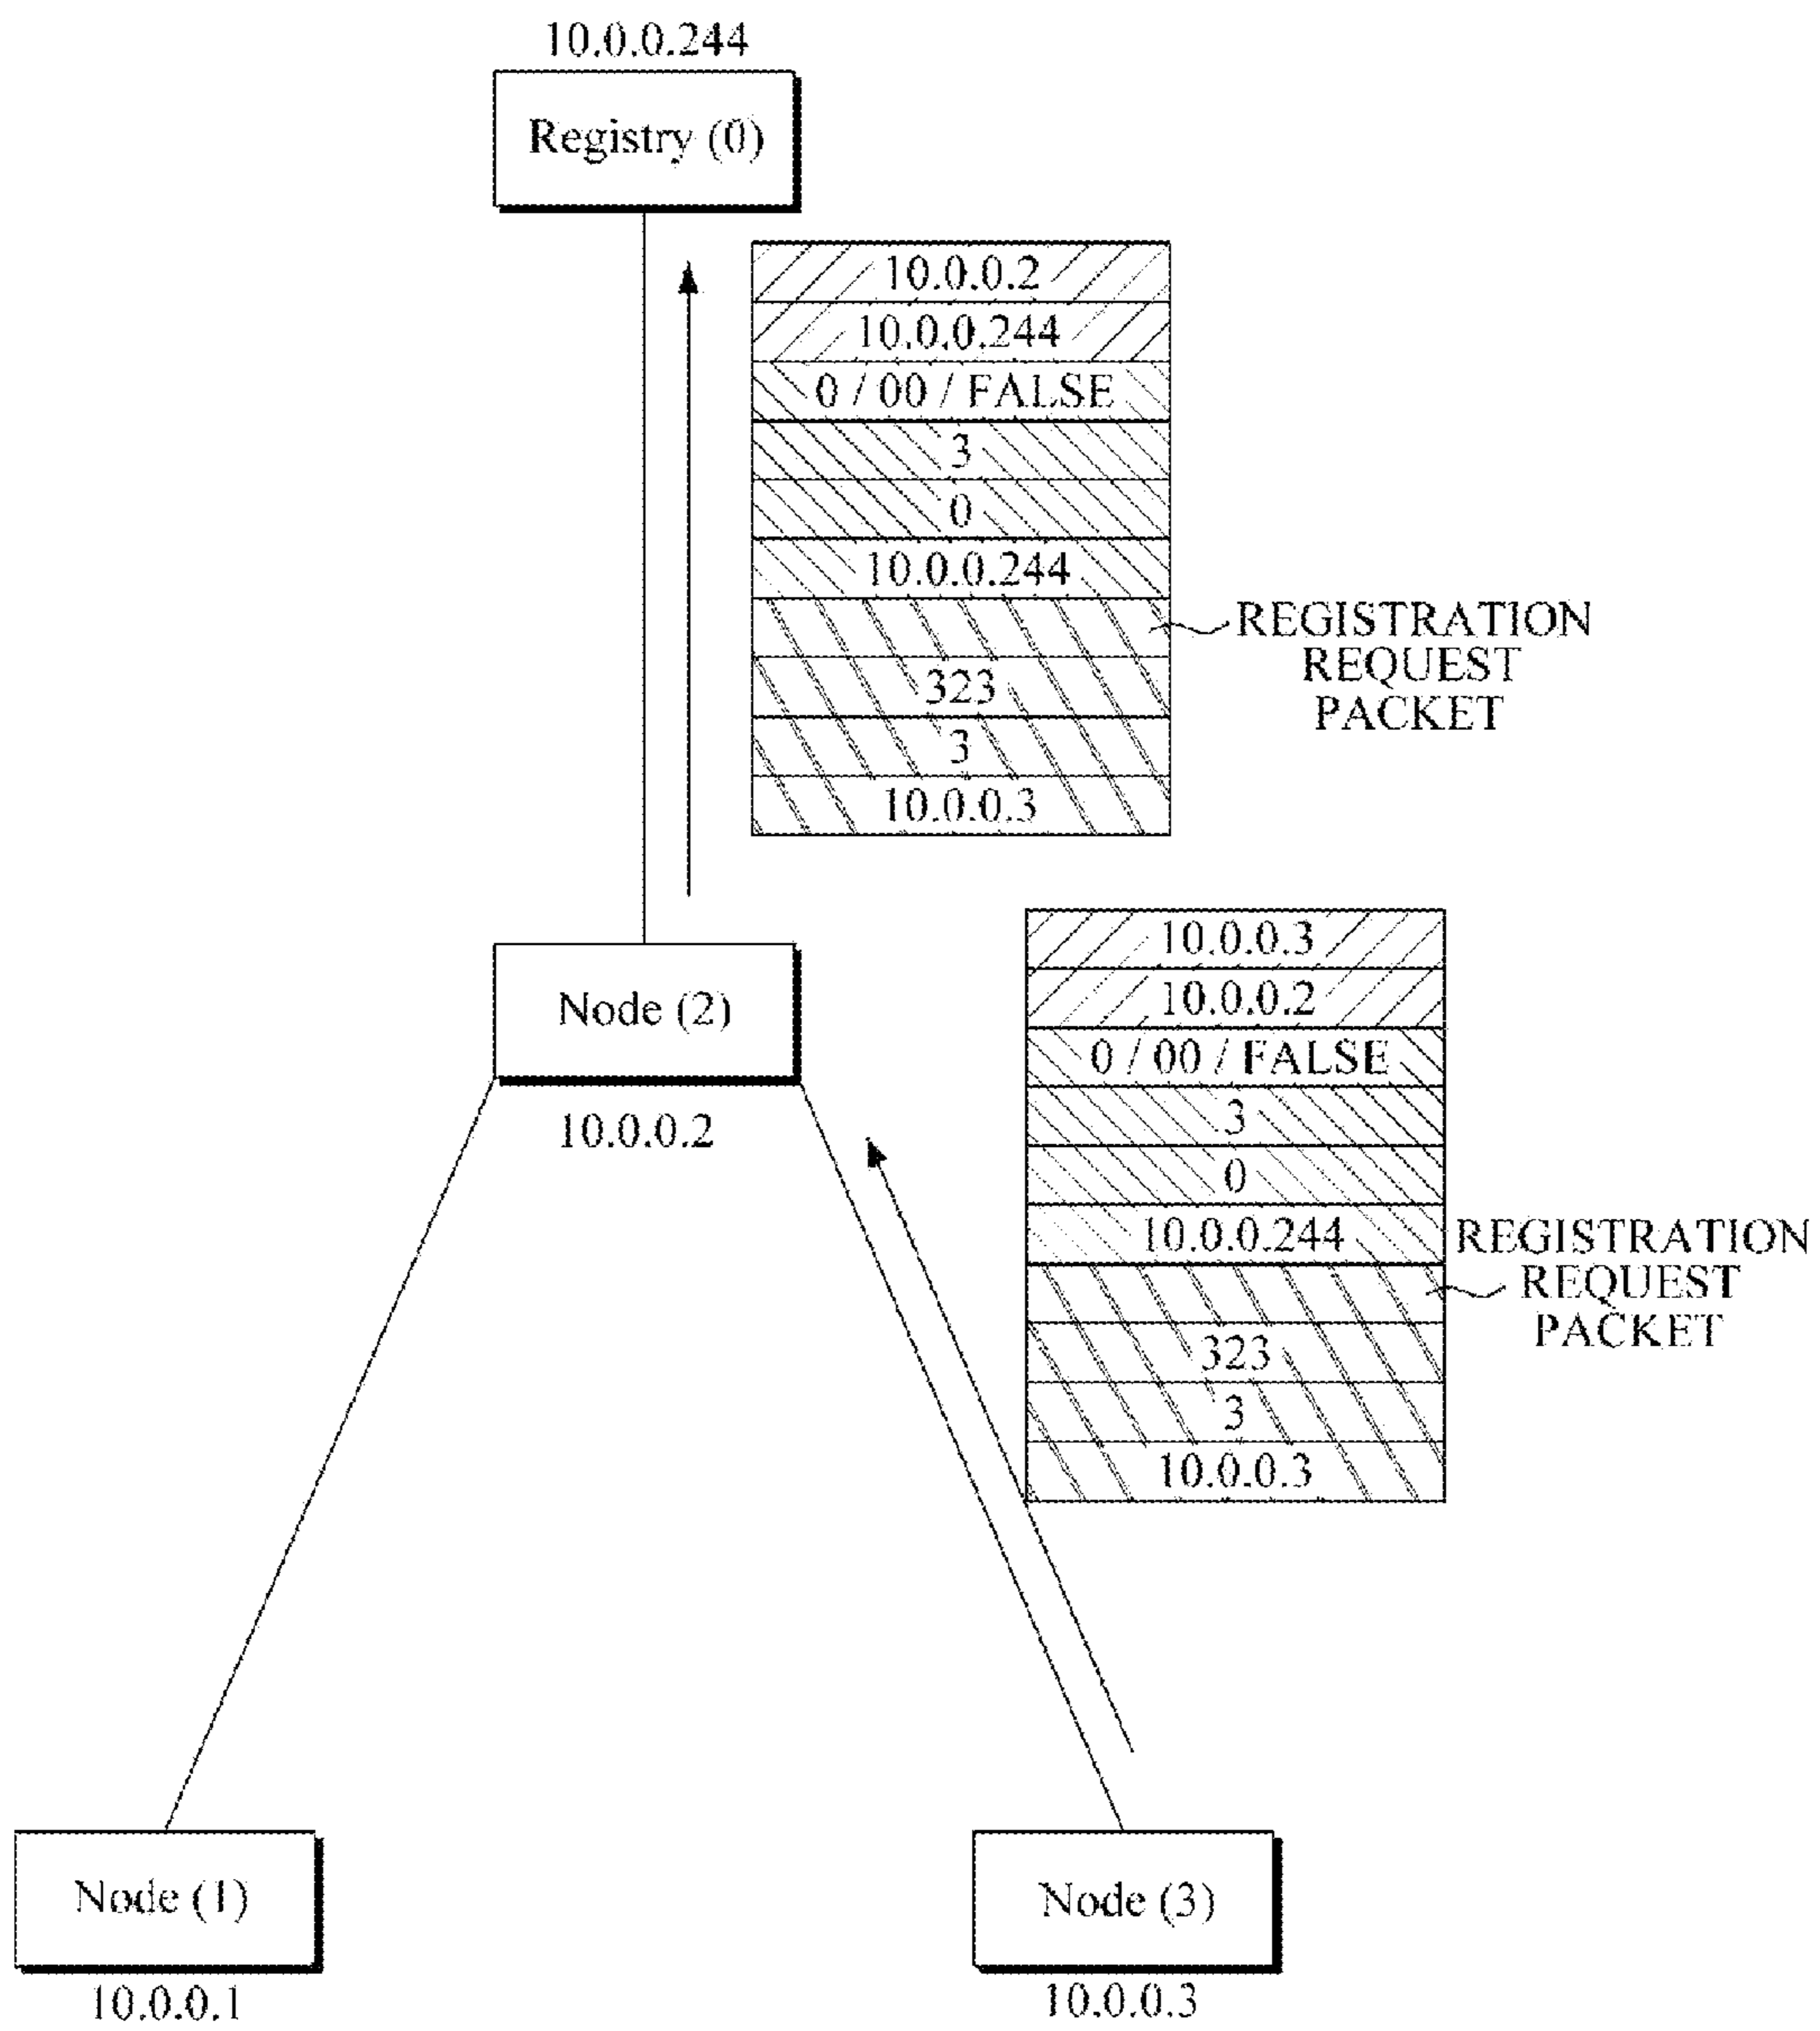 10.0.0.244
Registry (0)
10.0.0.2
10.0.0.244
0 / 00 / FALSE
3
0
10.0.0.244
REGISTRATION
REQUEST
PACKET
323
3
10.0.0.3
Node (2)
10.0.0.2
10.0.0.3
10.0.0.2
0 / 00 / FALSE
3
0
10.0.0.244
REGISTRATION
REQUEST
PACKET
323
3
10.0.0.3
Node (1)
10.0.0.1
Node (3)
10.0.0.3